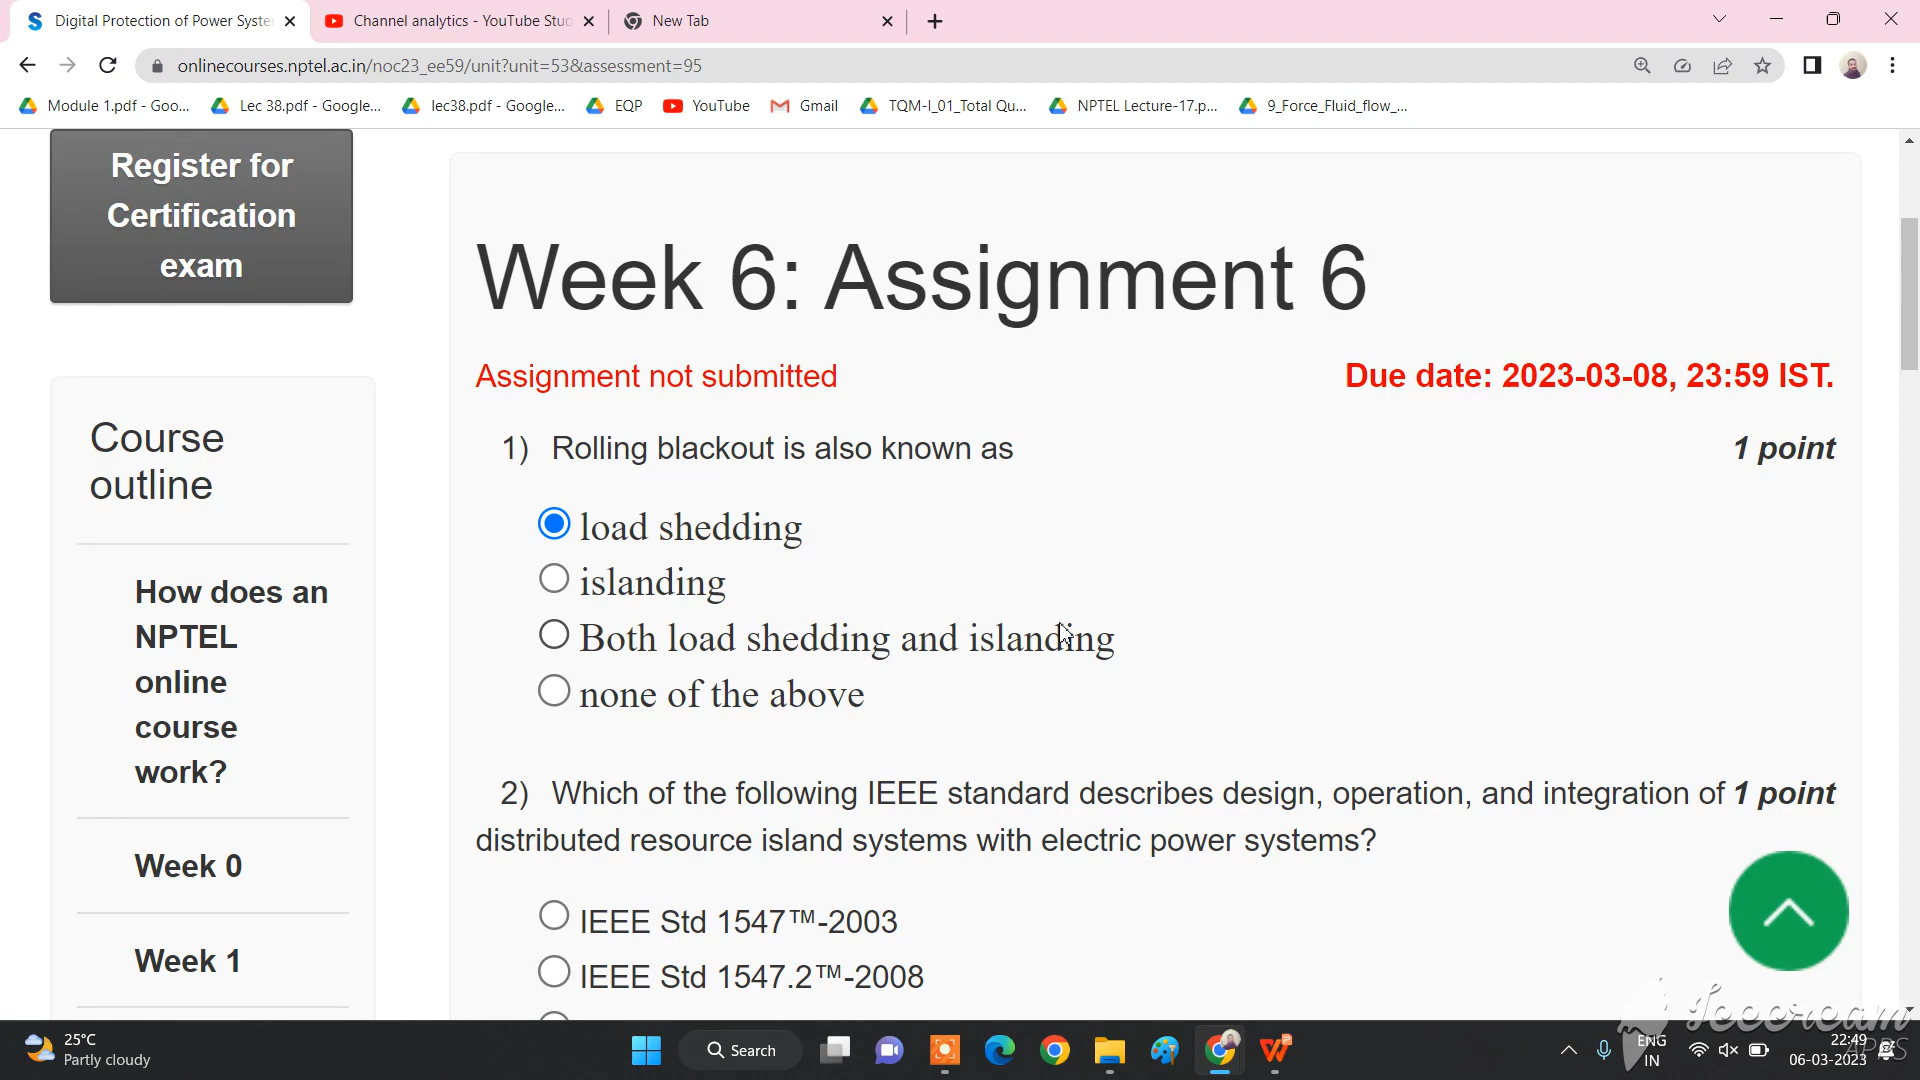 Digital Protection of Power Syste
Channel analytics - YouTube Stud
New Tab
onlinecourses.nptel.ac.in/noc23_ee59/unit?unit=53&assessment=95
Module 1.pdf - Goo...
Lec 38.pdf - Google...
lec38.pdf - Google...
EQP
YouTube
Gmail
TQM-I_01_Total Qu...
NPTEL Lecture-17.p...
9_Force_Fluid_flow_...
Register for
Certification
exam
Course
outline
How does an
NPTEL
online
course
work?
Week 0
Week 1
Week 6: Assignment 6
Assignment not submitted
Due date: 2023-03-08, 23:59 IST.
1) Rolling blackout is also known as 1 point
load shedding
islanding
Both load shedding and islanding
none of the above
2) Which of the following IEEE standard describes design, operation, and integration of 1 point
distributed resource island systems with electric power systems?
IEEE Std 1547™-2003
IEEE Std 1547.2™-2008
Icecream
APPS
25°C
Partly cloudy
Search
ENG
IN
22:49
06-03-2023